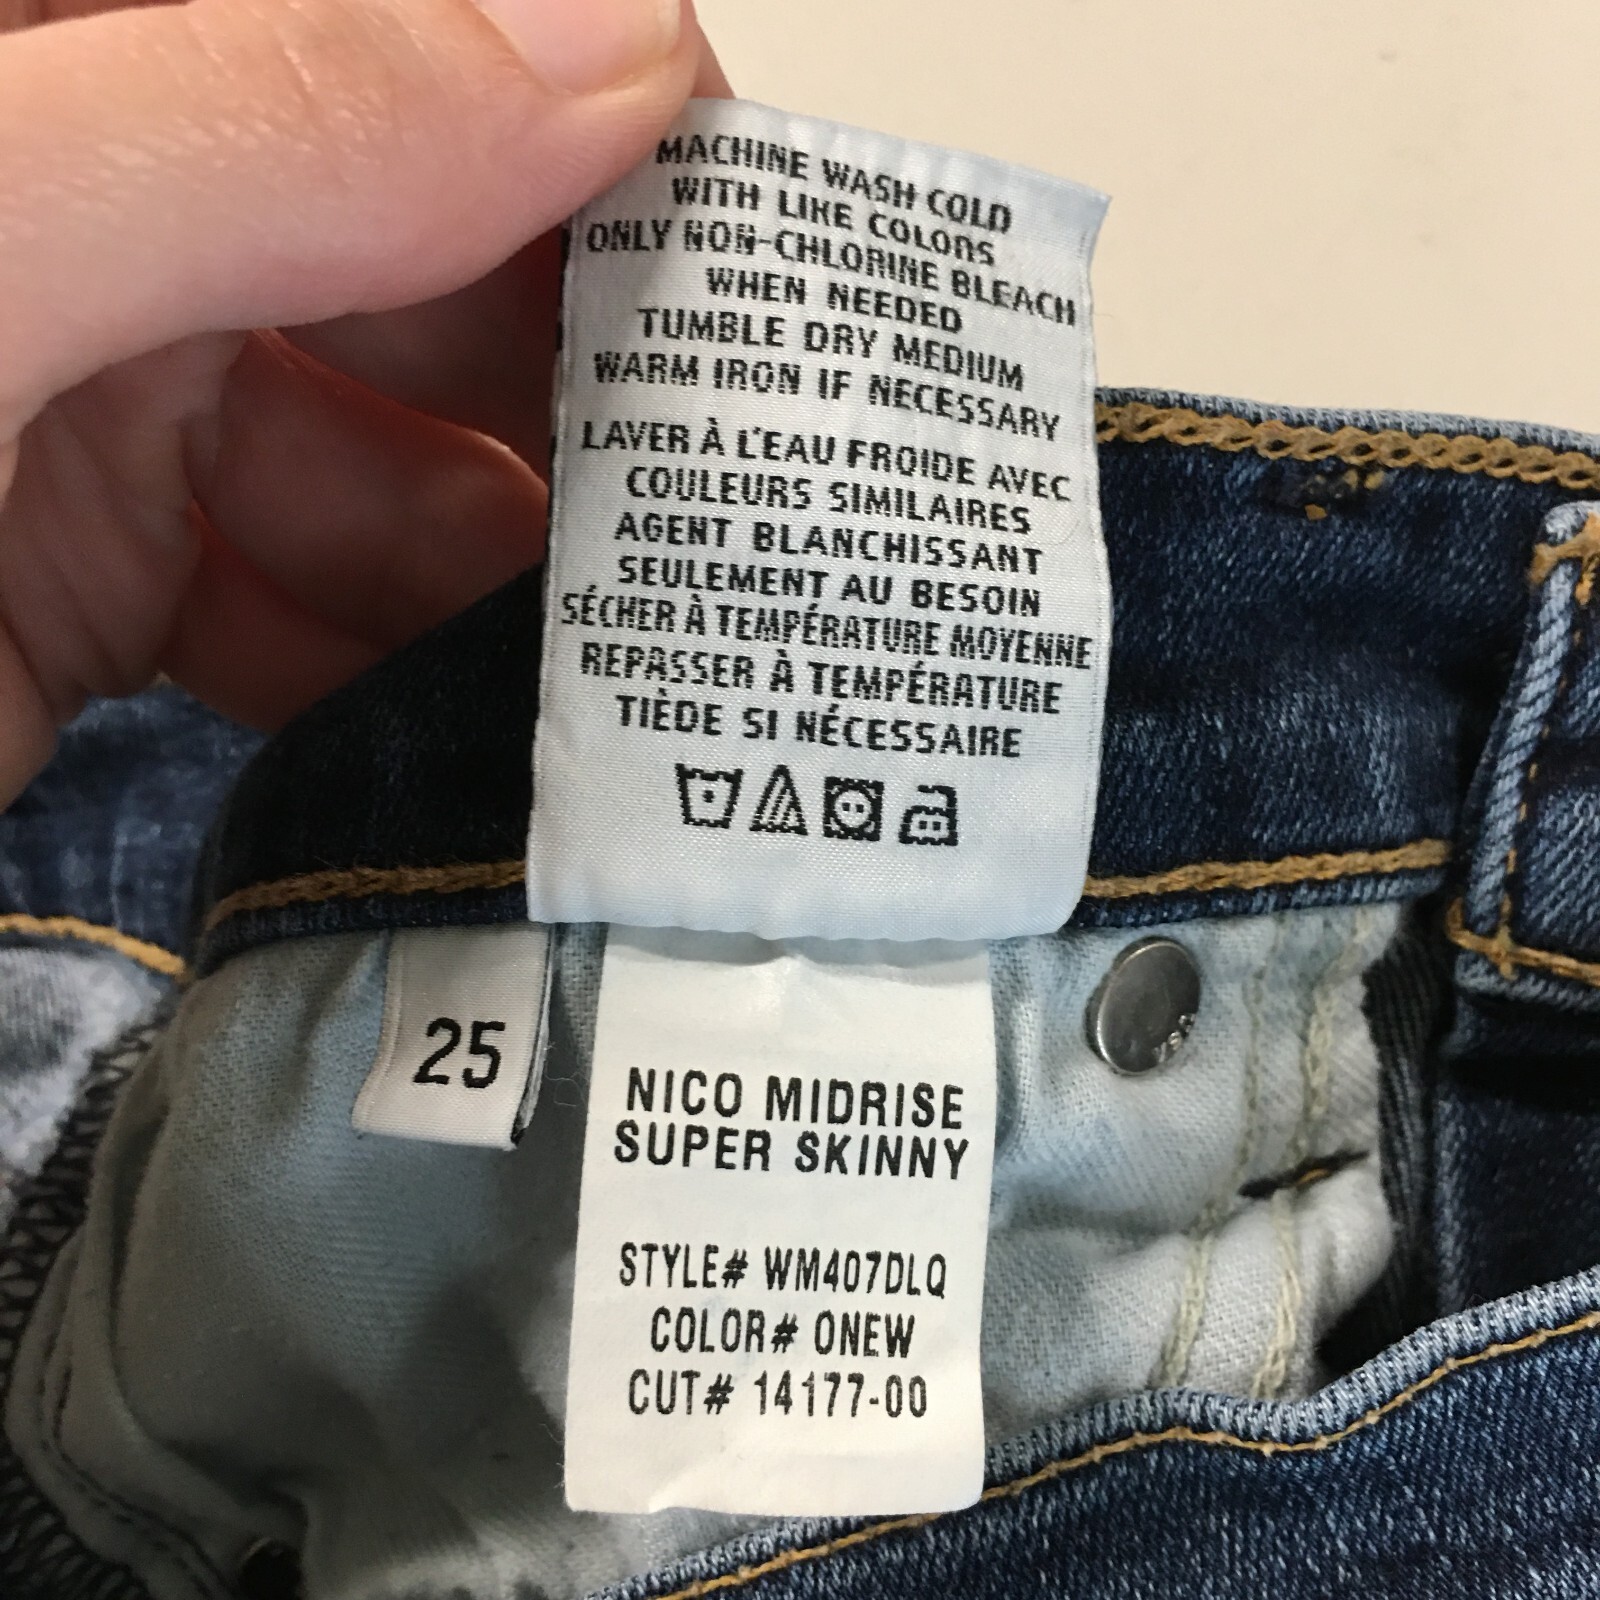 MACHINE WASH COLD
WITH LIKE COLORS
ONLY NON-CHLORINE BLEACH
WHEN NEEDED
TUMBLE DRY MEDIUM
WARM IRON IF NECESSARY
LAVER À L'EAU FROIDE AVEC
COULEURS SIMILAIRES
AGENT BLANCHISSANT
SEULEMENT AU BESOIN
SÉCHER À TEMPÉRATURE MOYENNE
REPASSER À TEMPÉRATURE
TIÈDE SI NÉCESSAIRE
25
NICO MIDRISE
SUPER SKINNY
STYLE# WM407DLQ
COLOR# ONEW
CUT# 14177-00